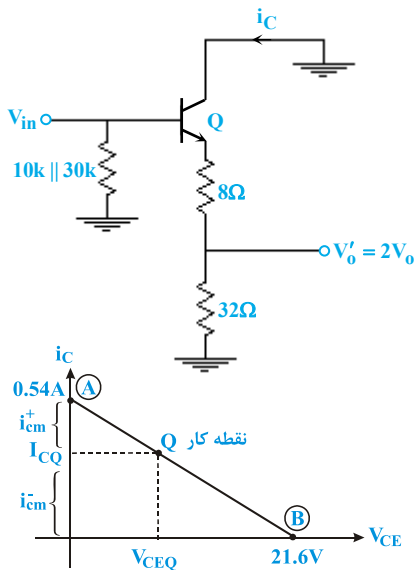 i_C
V_in
Q
10k || 30k
8Ω
V′_o = 2V_o
32Ω
i_C
0.54A Ⓐ
i⁺_cm
Q نقطه کار
I_CQ
i⁻_cm
Ⓑ
V_CE
V_CEQ
21.6V